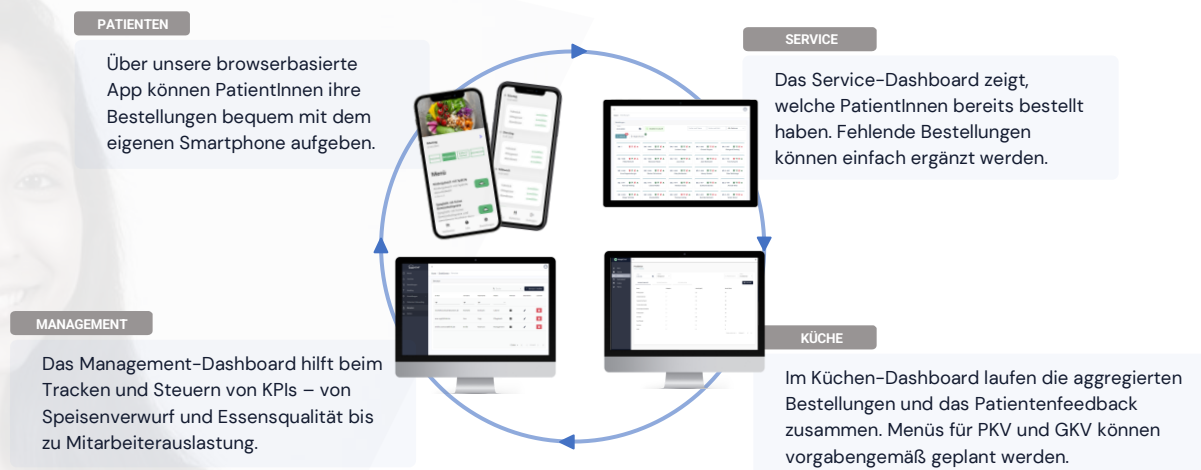 PATIENTEN
Über unsere browserbasierte
App können PatientInnen ihre
Bestellungen bequem mit dem
eigenen Smartphone aufgeben.
SERVICE
Das Service-Dashboard zeigt,
welche PatientInnen bereits bestellt
haben. Fehlende Bestellungen
können einfach ergänzt werden.
Menü
MANAGEMENT
Das Management-Dashboard hilft beim
Tracken und Steuern von KPIs – von
Speisenverwurf und Essensqualität bis
zu Mitarbeiterauslastung.
KÜCHE
Im Küchen-Dashboard laufen die aggregierten
Bestellungen und das Patientenfeedback
zusammen. Menüs für PKV und GKV können
vorgabengemäß geplant werden.